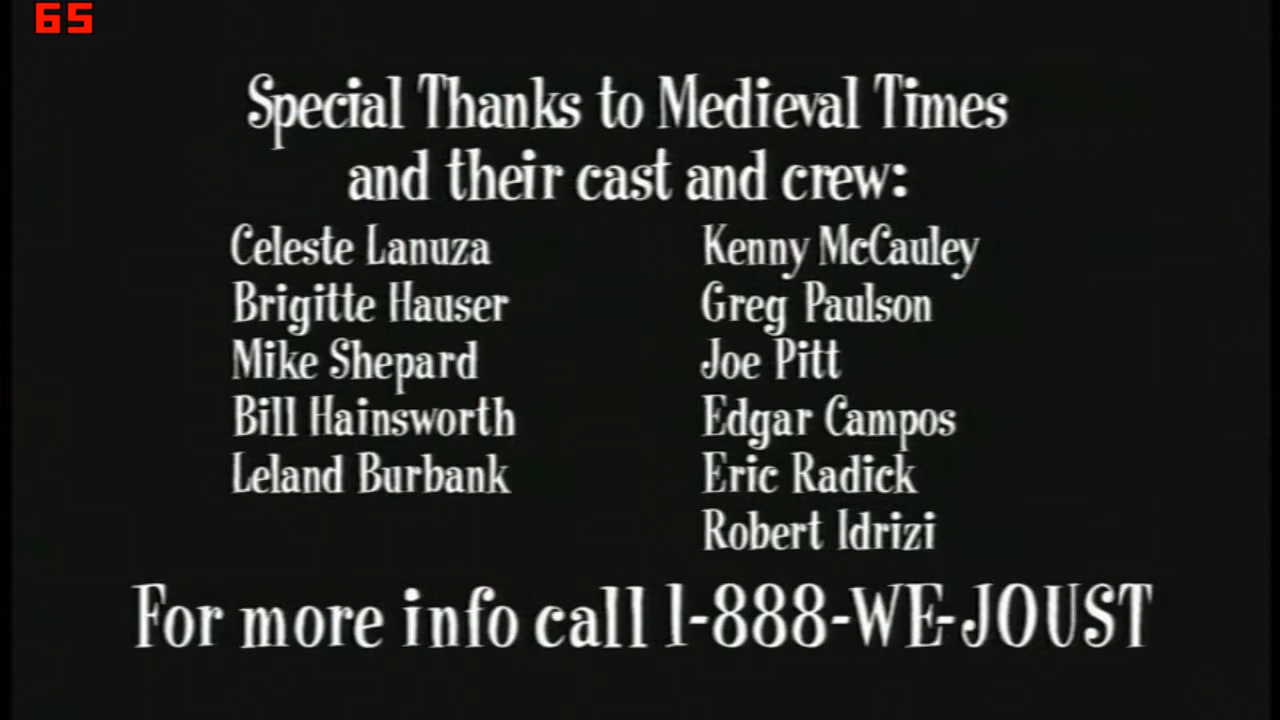 65
Special Thanks to Medieval Times
and their cast and crew:
Celeste Lanuza
Brigitte Hauser
Mike Shepard
Bill Hainsworth
Leland Burbank
Kenny McCauley
Greg Paulson
Joe Pitt
Edgar Campos
Eric Radick
Robert Idrizi
For more info call 1-888-WE-JOUST